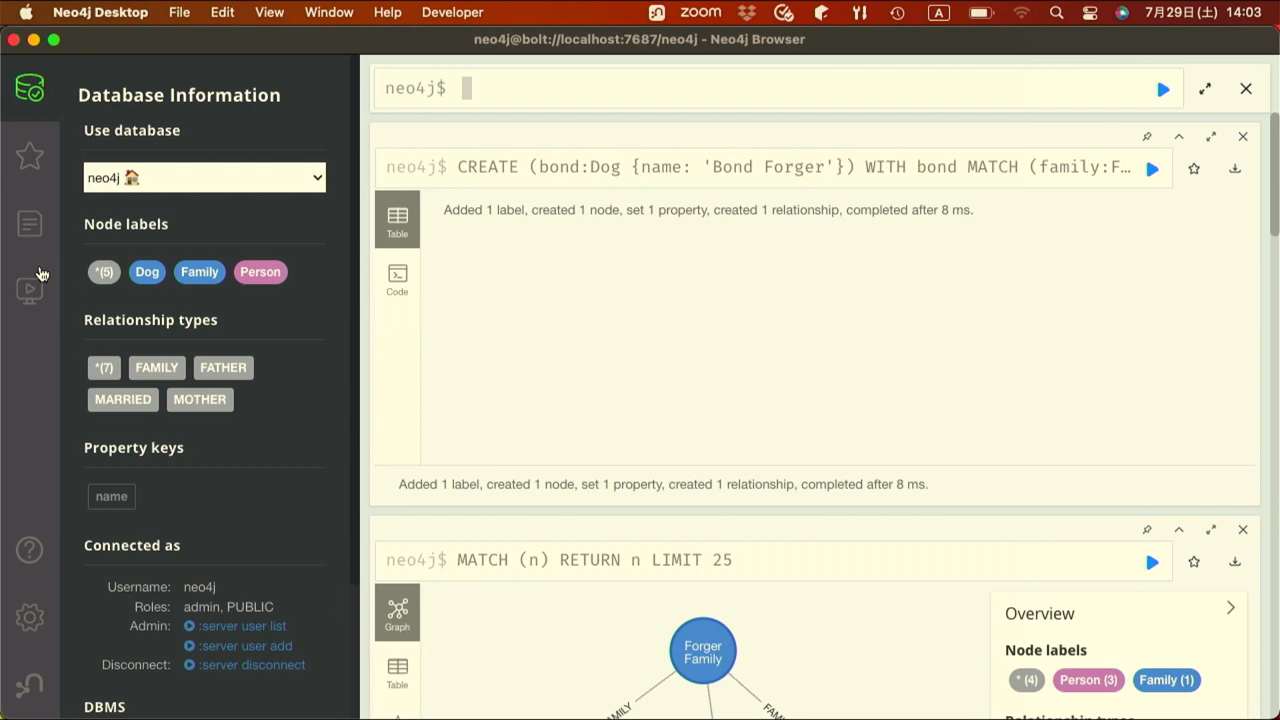 Neo4j Desktop File Edit View Window Help Developer zoom A 7月29日(土) 14:03
neo4j@bolt://localhost:7687/neo4j - Neo4j Browser
Database Information
Use database
neo4j
Node labels
*(5) Dog Family Person
Relationship types
*(7) FAMILY FATHER
MARRIED MOTHER
Property keys
name
Connected as
Username: neo4j
Roles: admin, PUBLIC
Admin: :server user list
:server user add
Disconnect: :server disconnect
DBMS
neo4j$
neo4j$ CREATE (bond:Dog {name: 'Bond Forger'}) WITH bond MATCH (family:F…
Table
Code
Added 1 label, created 1 node, set 1 property, created 1 relationship, completed after 8 ms.
Added 1 label, created 1 node, set 1 property, created 1 relationship, completed after 8 ms.
neo4j$ MATCH (n) RETURN n LIMIT 25
Graph
Table
Forger
Family
Overview
Node labels
* (4) Person (3) Family (1)
Relationship types